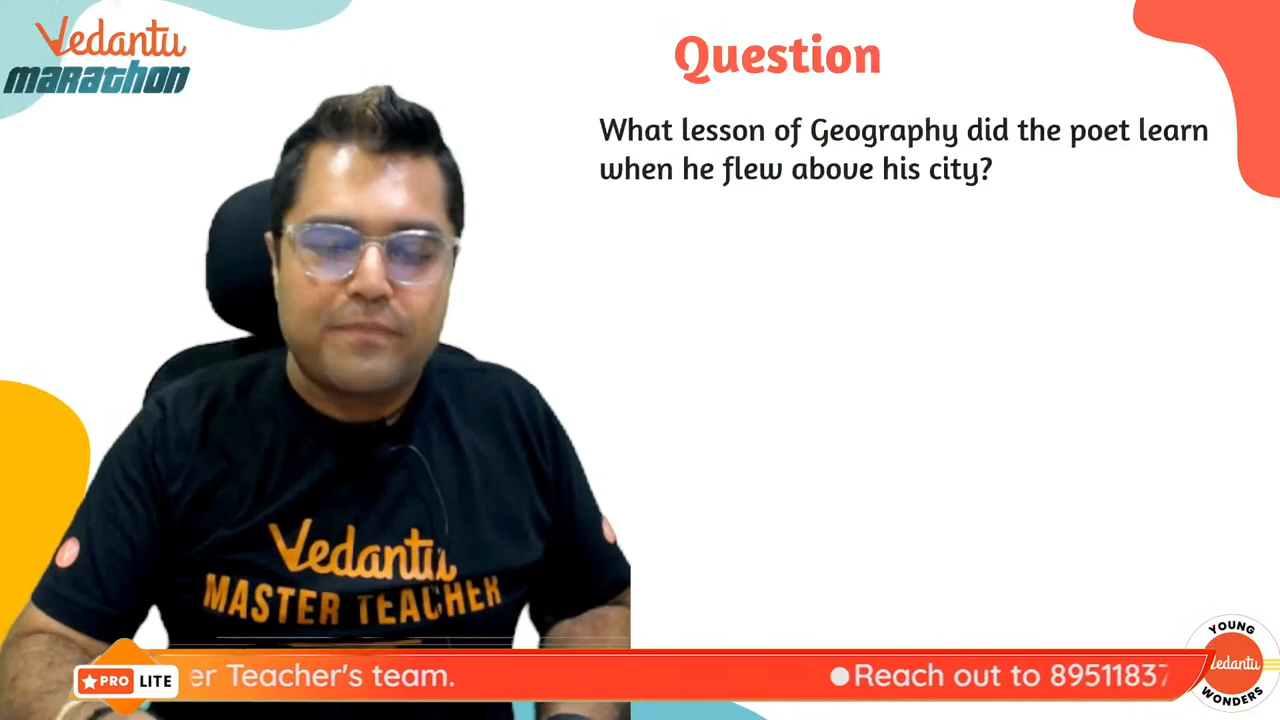 Vedantu
marathon
Question
What lesson of Geography did the poet learn
when he flew above his city?
Vedantu
MASTER TEACHER
PRO LITE
er Teacher's team.
Reach out to 8951183
YOUNG
Vedantu
WONDERS